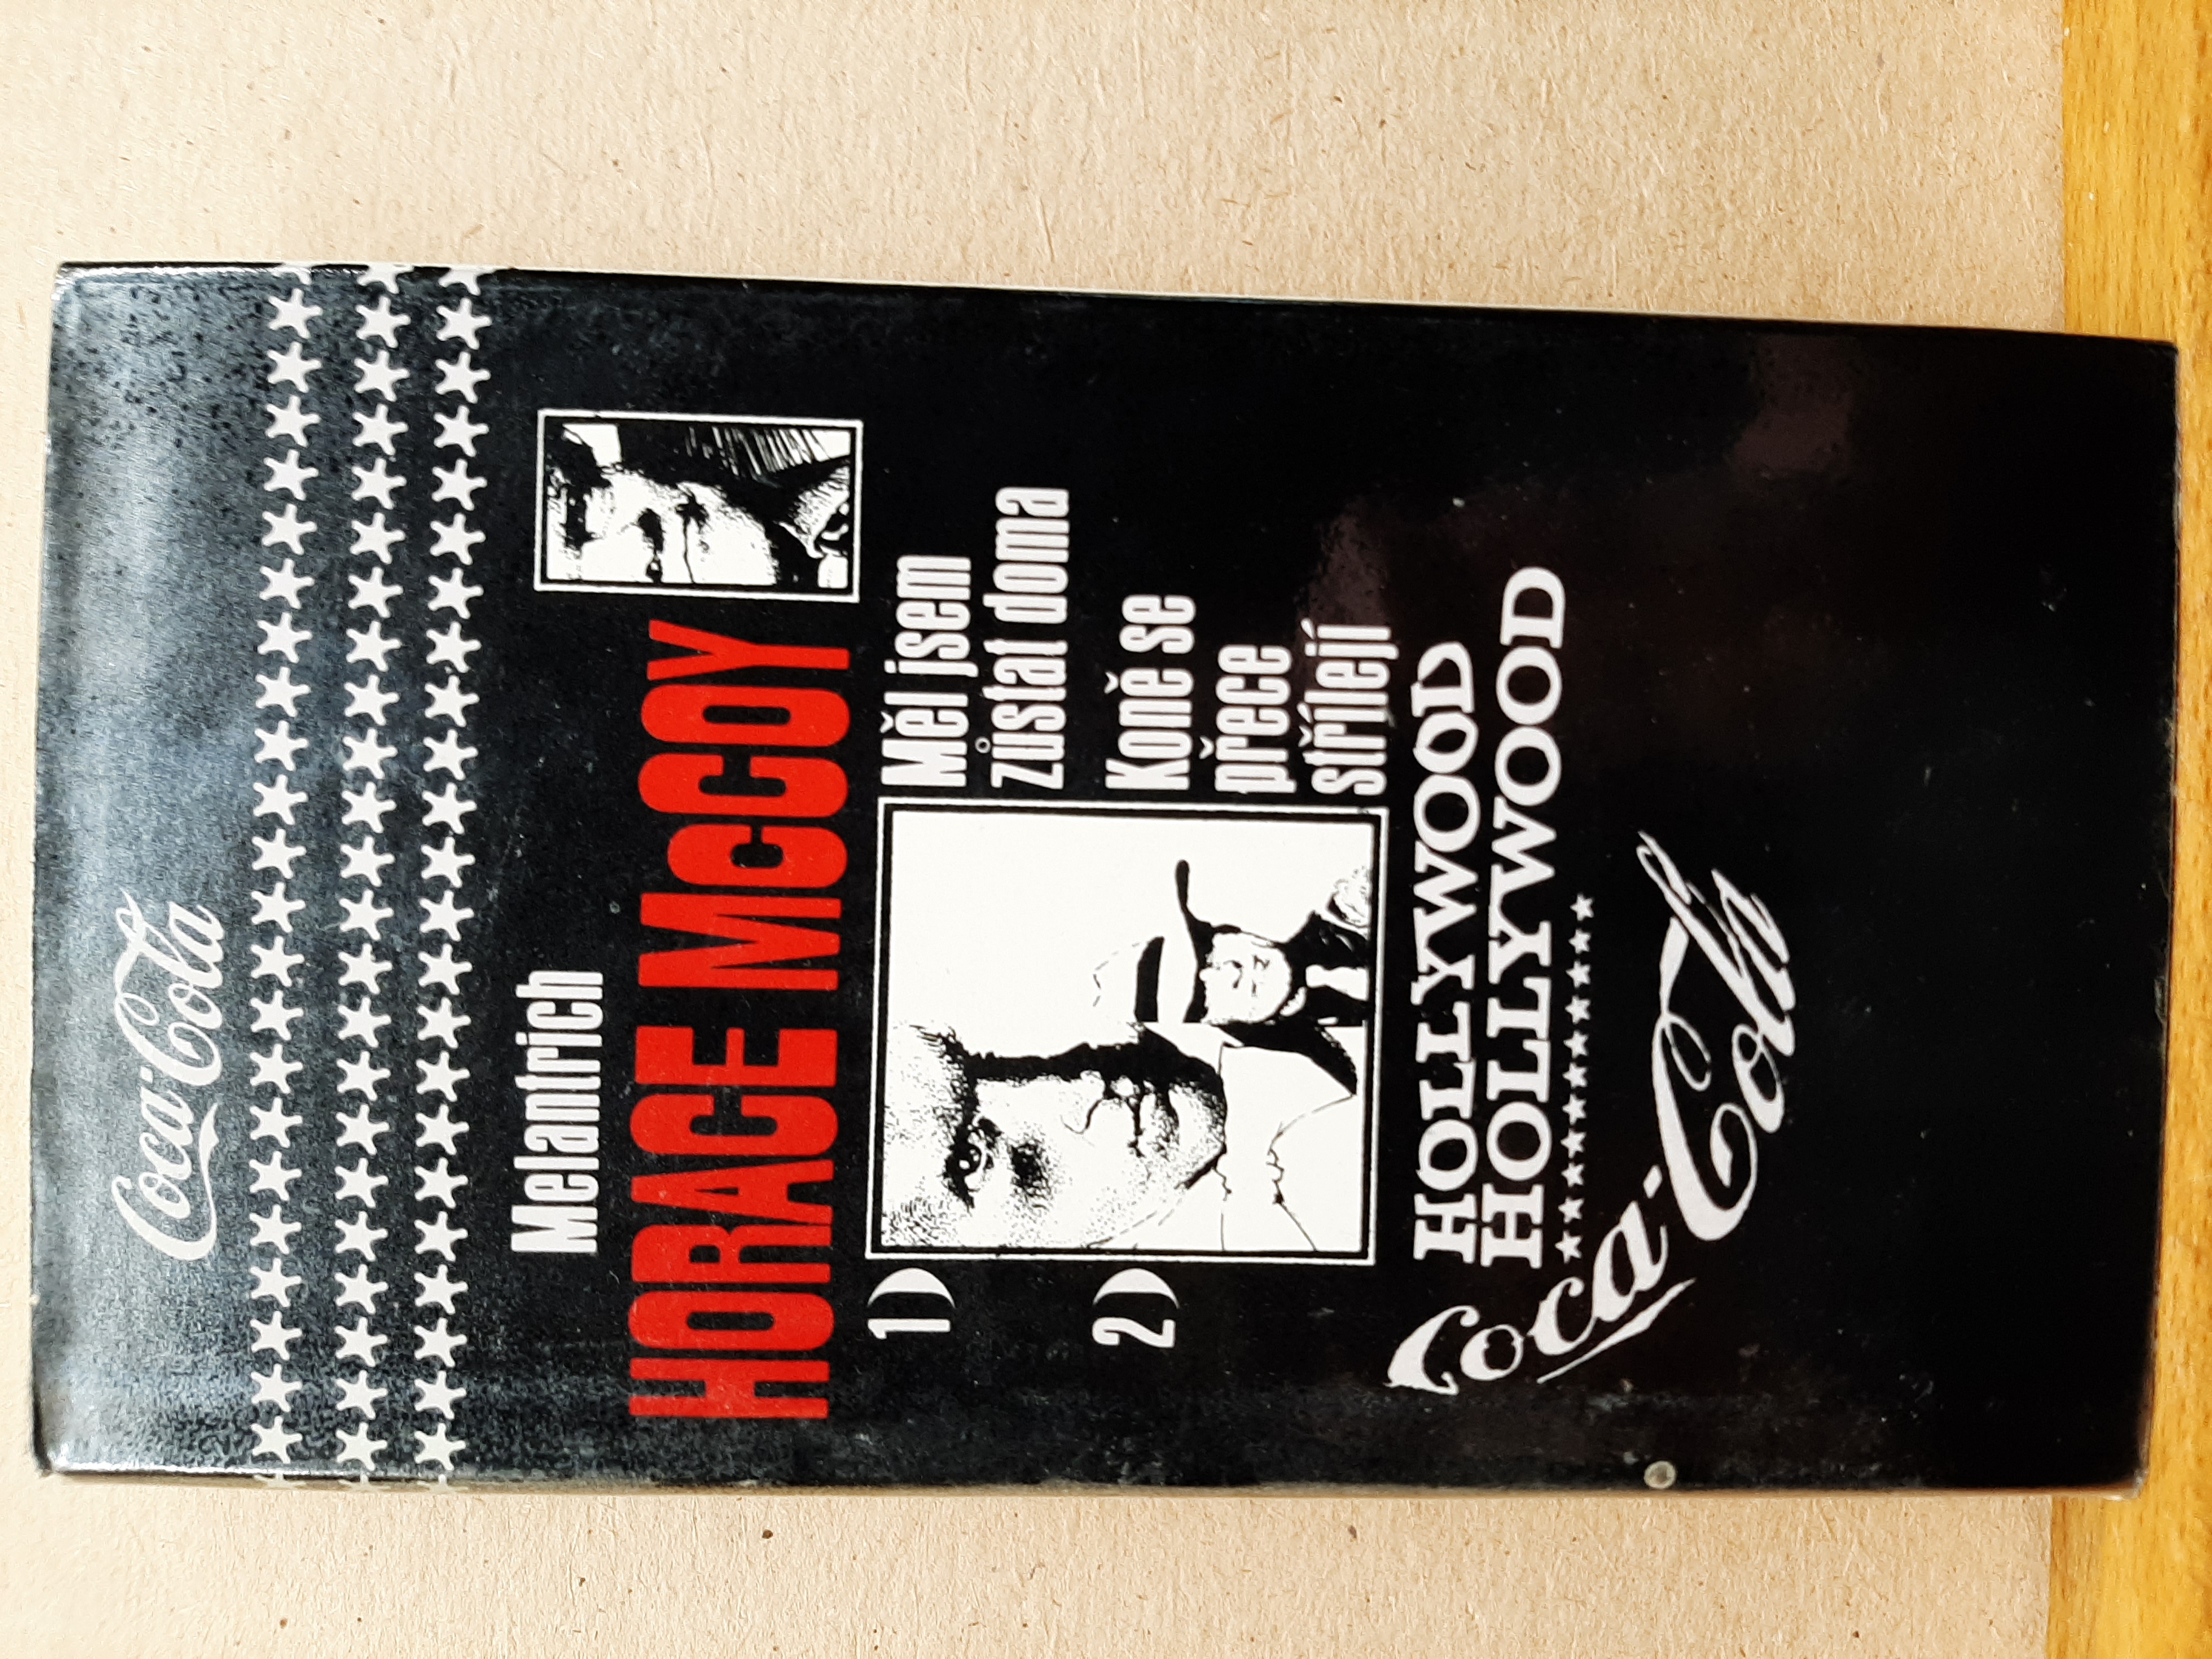 Coca-Cola
Melantrich
HORACE McCOY
1) Měl jsem
zůstat doma
2) Koně se
přece
střílejí
HOLLYWOOD
HOLLYWOOD
Coca-Cola